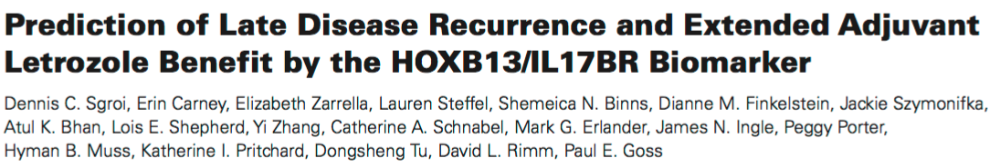 Prediction of Late Disease Recurrence and Extended Adjuvant
Letrozole Benefit by the HOXB13/IL17BR Biomarker
Dennis C. Sgroi, Erin Carney, Elizabeth Zarrella, Lauren Steffel, Shemeica N. Binns, Dianne M. Finkelstein, Jackie Szymonifka,
Atul K. Bhan, Lois E. Shepherd, Yi Zhang, Catherine A. Schnabel, Mark G. Erlander, James N. Ingle, Peggy Porter,
Hyman B. Muss, Katherine I. Pritchard, Dongsheng Tu, David L. Rimm, Paul E. Goss